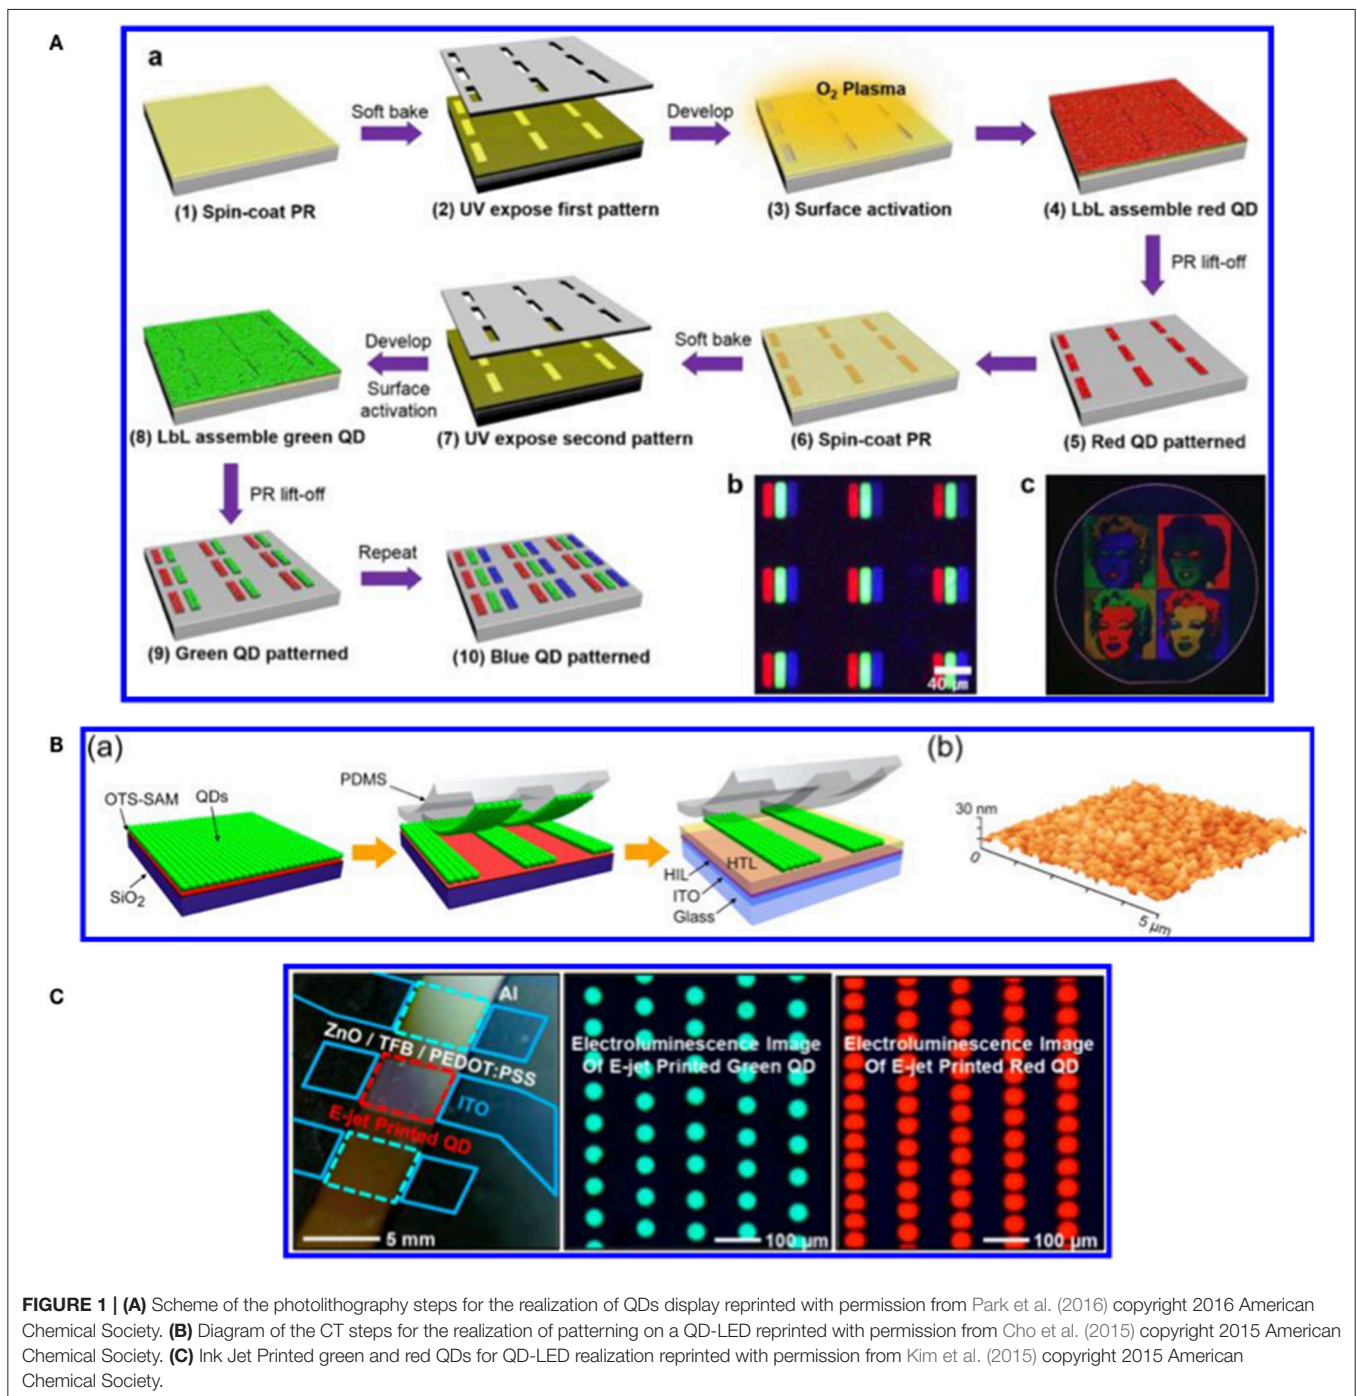 A
a
Soft bake
Develop
O2 Plasma
(1) Spin-coat PR
(2) UV expose first pattern
(3) Surface activation
(4) LbL assemble red QD
PR lift-off
Develop
Surface
activation
Soft bake
(8) LbL assemble green QD
(7) UV expose second pattern
(6) Spin-coat PR
(5) Red QD patterned
PR lift-off
b
c
Repeat
(9) Green QD patterned
(10) Blue QD patterned
40 µm
B
(a)
(b)
OTS-SAM
QDs
PDMS
SiO2
HTL
HIL
ITO
Glass
30 nm
0
5 µm
C
Al
ZnO / TFB / PEDOT:PSS
ITO
E-jet Printed QD
5 mm
Electroluminescence Image
Of E-jet Printed Green QD
100 µm
Electroluminescence Image
Of E-jet Printed Red QD
100 µm
FIGURE 1 | (A) Scheme of the photolithography steps for the realization of QDs display reprinted with permission from Park et al. (2016) copyright 2016 American
Chemical Society. (B) Diagram of the CT steps for the realization of patterning on a QD-LED reprinted with permission from Cho et al. (2015) copyright 2015 American
Chemical Society. (C) Ink Jet Printed green and red QDs for QD-LED realization reprinted with permission from Kim et al. (2015) copyright 2015 American
Chemical Society.